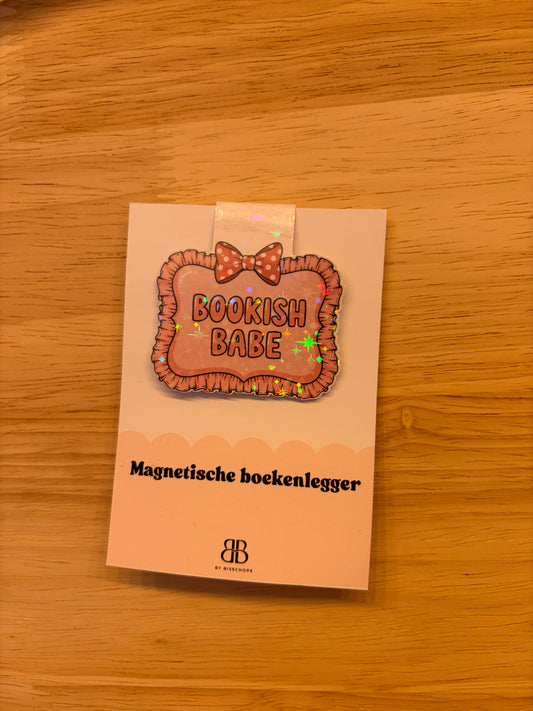 BOOKISH
BABE
Magnetische boekenlegger
BB
BY BISSCHOPS